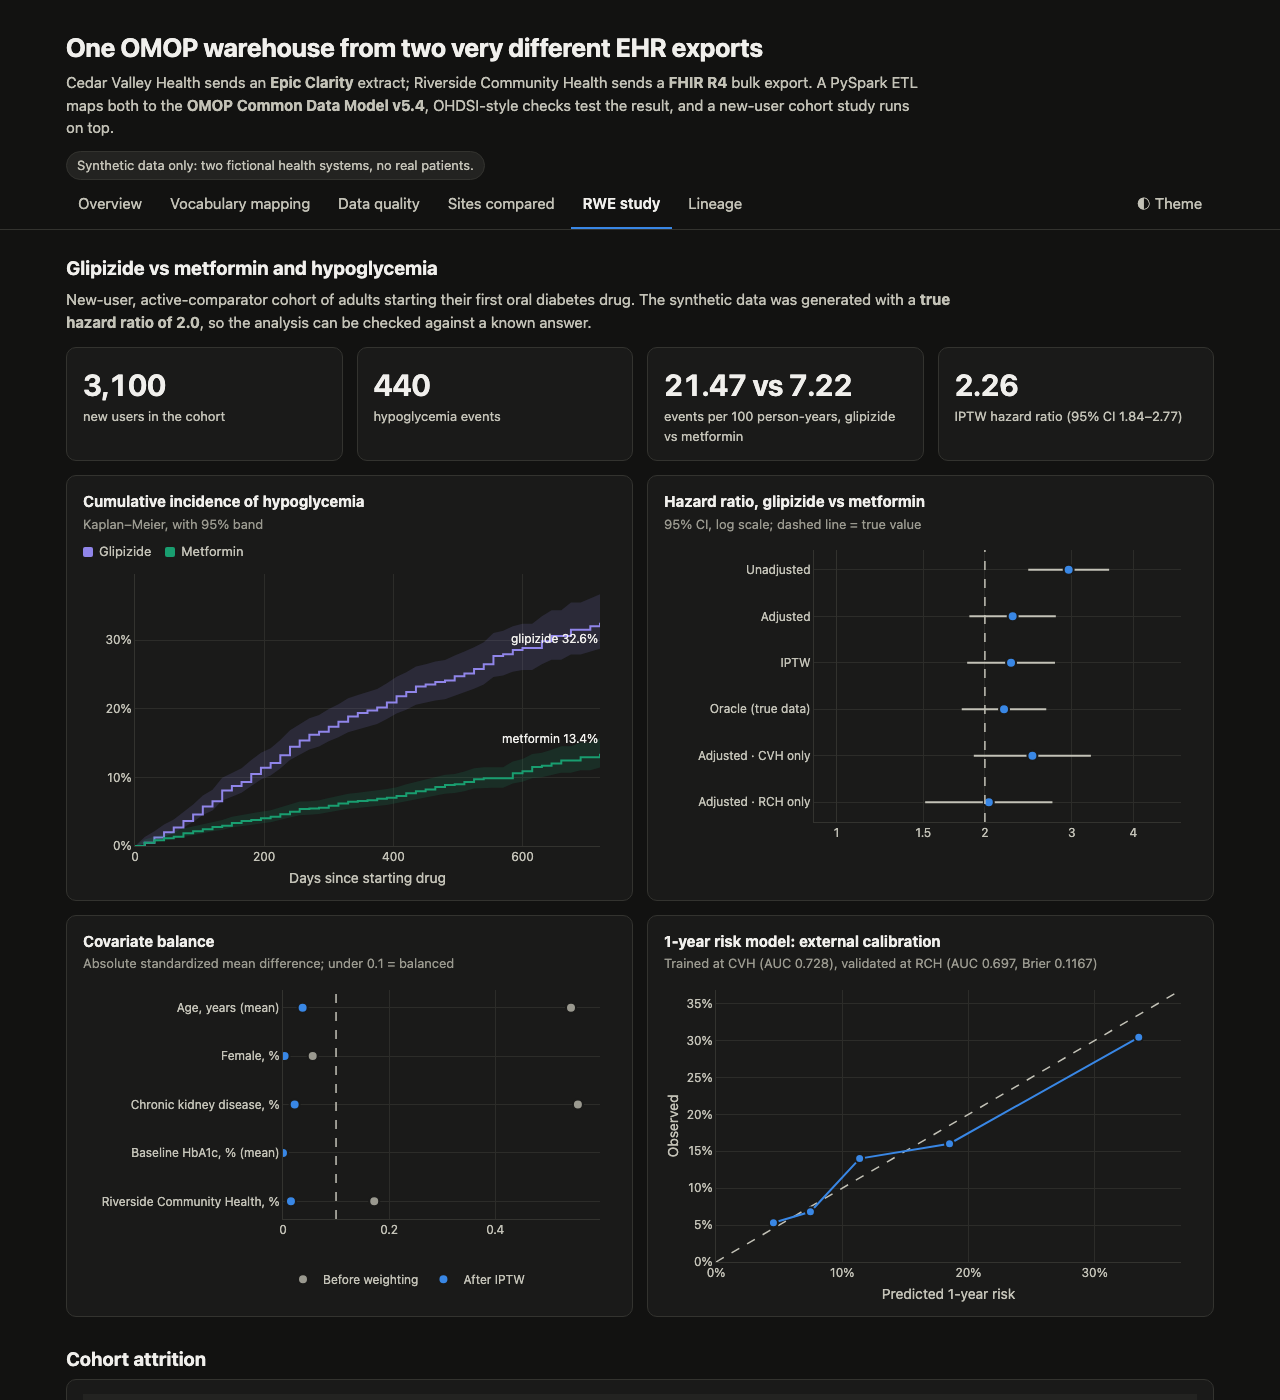 One OMOP warehouse from two very different EHR exports
Cedar Valley Health sends an Epic Clarity extract; Riverside Community Health sends a FHIR R4 bulk export. A PySpark ETL
maps both to the OMOP Common Data Model v5.4, OHDSI-style checks test the result, and a new-user cohort study runs
on top.
Synthetic data only: two fictional health systems, no real patients.
Overview Vocabulary mapping Data quality Sites compared RWE study Lineage Theme
Glipizide vs metformin and hypoglycemia
New-user, active-comparator cohort of adults starting their first oral diabetes drug. The synthetic data was generated with a true
hazard ratio of 2.0, so the analysis can be checked against a known answer.
3,100
new users in the cohort
440
hypoglycemia events
21.47 vs 7.22
events per 100 person-years, glipizide
vs metformin
2.26
IPTW hazard ratio (95% CI 1.84–2.77)
Cumulative incidence of hypoglycemia
Kaplan–Meier, with 95% band
Glipizide Metformin
30%
20%
10%
0%
glipizide 32.6%
metformin 13.4%
0 200 400 600
Days since starting drug
Hazard ratio, glipizide vs metformin
95% CI, log scale; dashed line = true value
Unadjusted
Adjusted
IPTW
Oracle (true data)
Adjusted · CVH only
Adjusted · RCH only
1 1.5 2 3 4
Covariate balance
Absolute standardized mean difference; under 0.1 = balanced
Age, years (mean)
Female, %
Chronic kidney disease, %
Baseline HbA1c, % (mean)
Riverside Community Health, %
0 0.2 0.4
Before weighting After IPTW
1-year risk model: external calibration
Trained at CVH (AUC 0.728), validated at RCH (AUC 0.697, Brier 0.1167)
Observed
35%
30%
25%
20%
15%
10%
5%
0%
0% 10% 20% 30%
Predicted 1-year risk
Cohort attrition